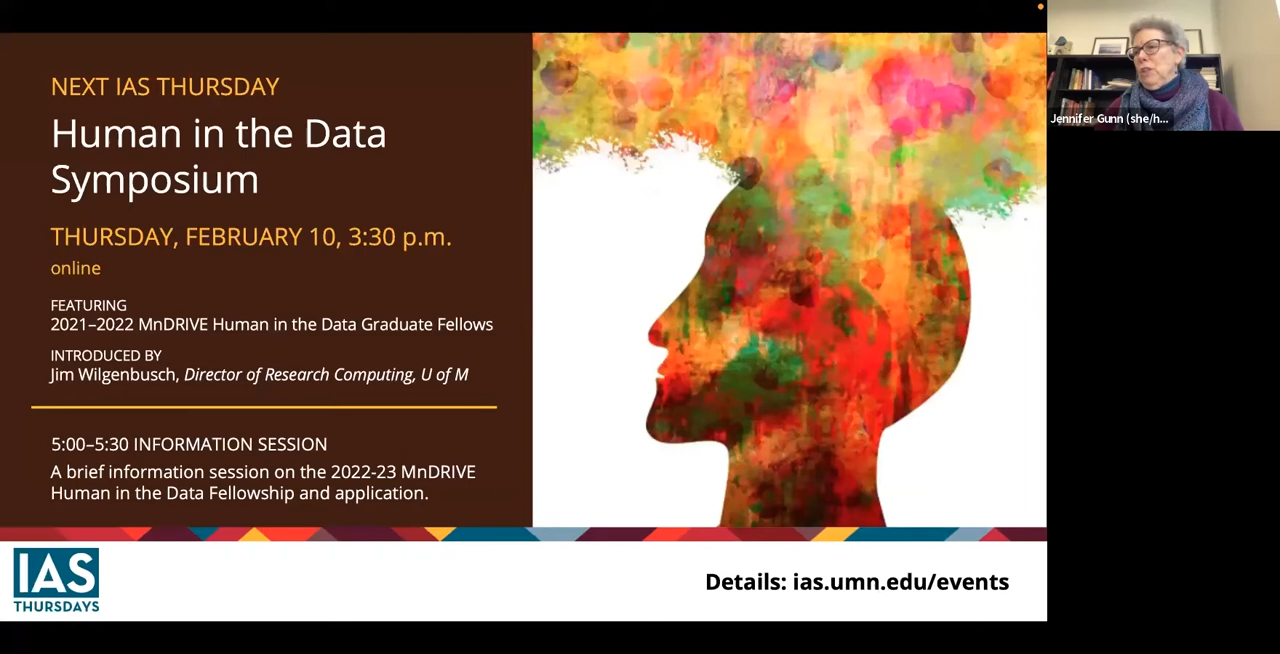 NEXT IAS THURSDAY
Human in the Data
Symposium
THURSDAY, FEBRUARY 10, 3:30 p.m.
online
FEATURING
2021–2022 MnDRIVE Human in the Data Graduate Fellows
INTRODUCED BY
Jim Wilgenbusch, Director of Research Computing, U of M
5:00–5:30 INFORMATION SESSION
A brief information session on the 2022-23 MnDRIVE
Human in the Data Fellowship and application.
IAS
THURSDAYS
Details: ias.umn.edu/events
Jennifer Gunn (she/h...